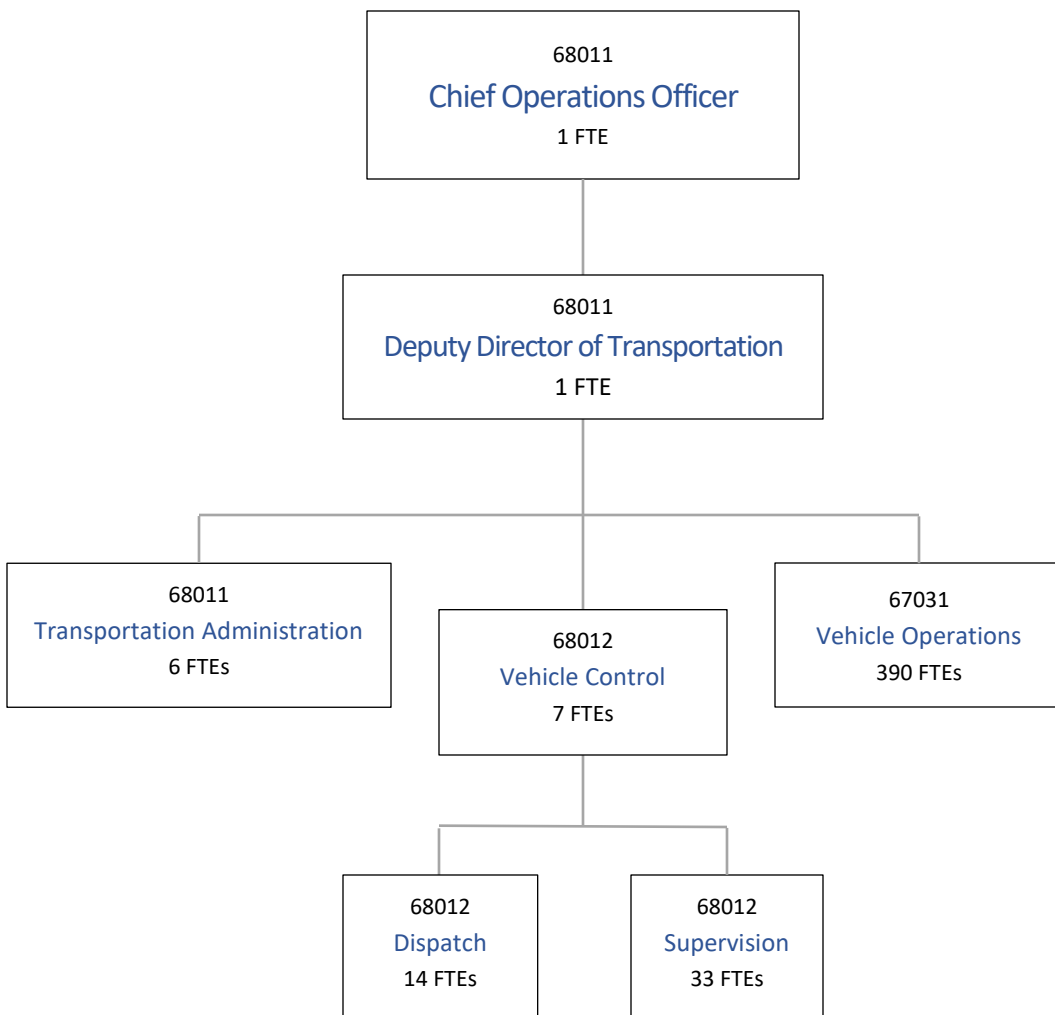 68011
Chief Operations Officer
1 FTE
68011
Deputy Director of Transportation
1 FTE
68011
Transportation Administration
6 FTEs
68012
Vehicle Control
7 FTEs
67031
Vehicle Operations
390 FTEs
68012
Dispatch
14 FTEs
68012
Supervision
33 FTEs